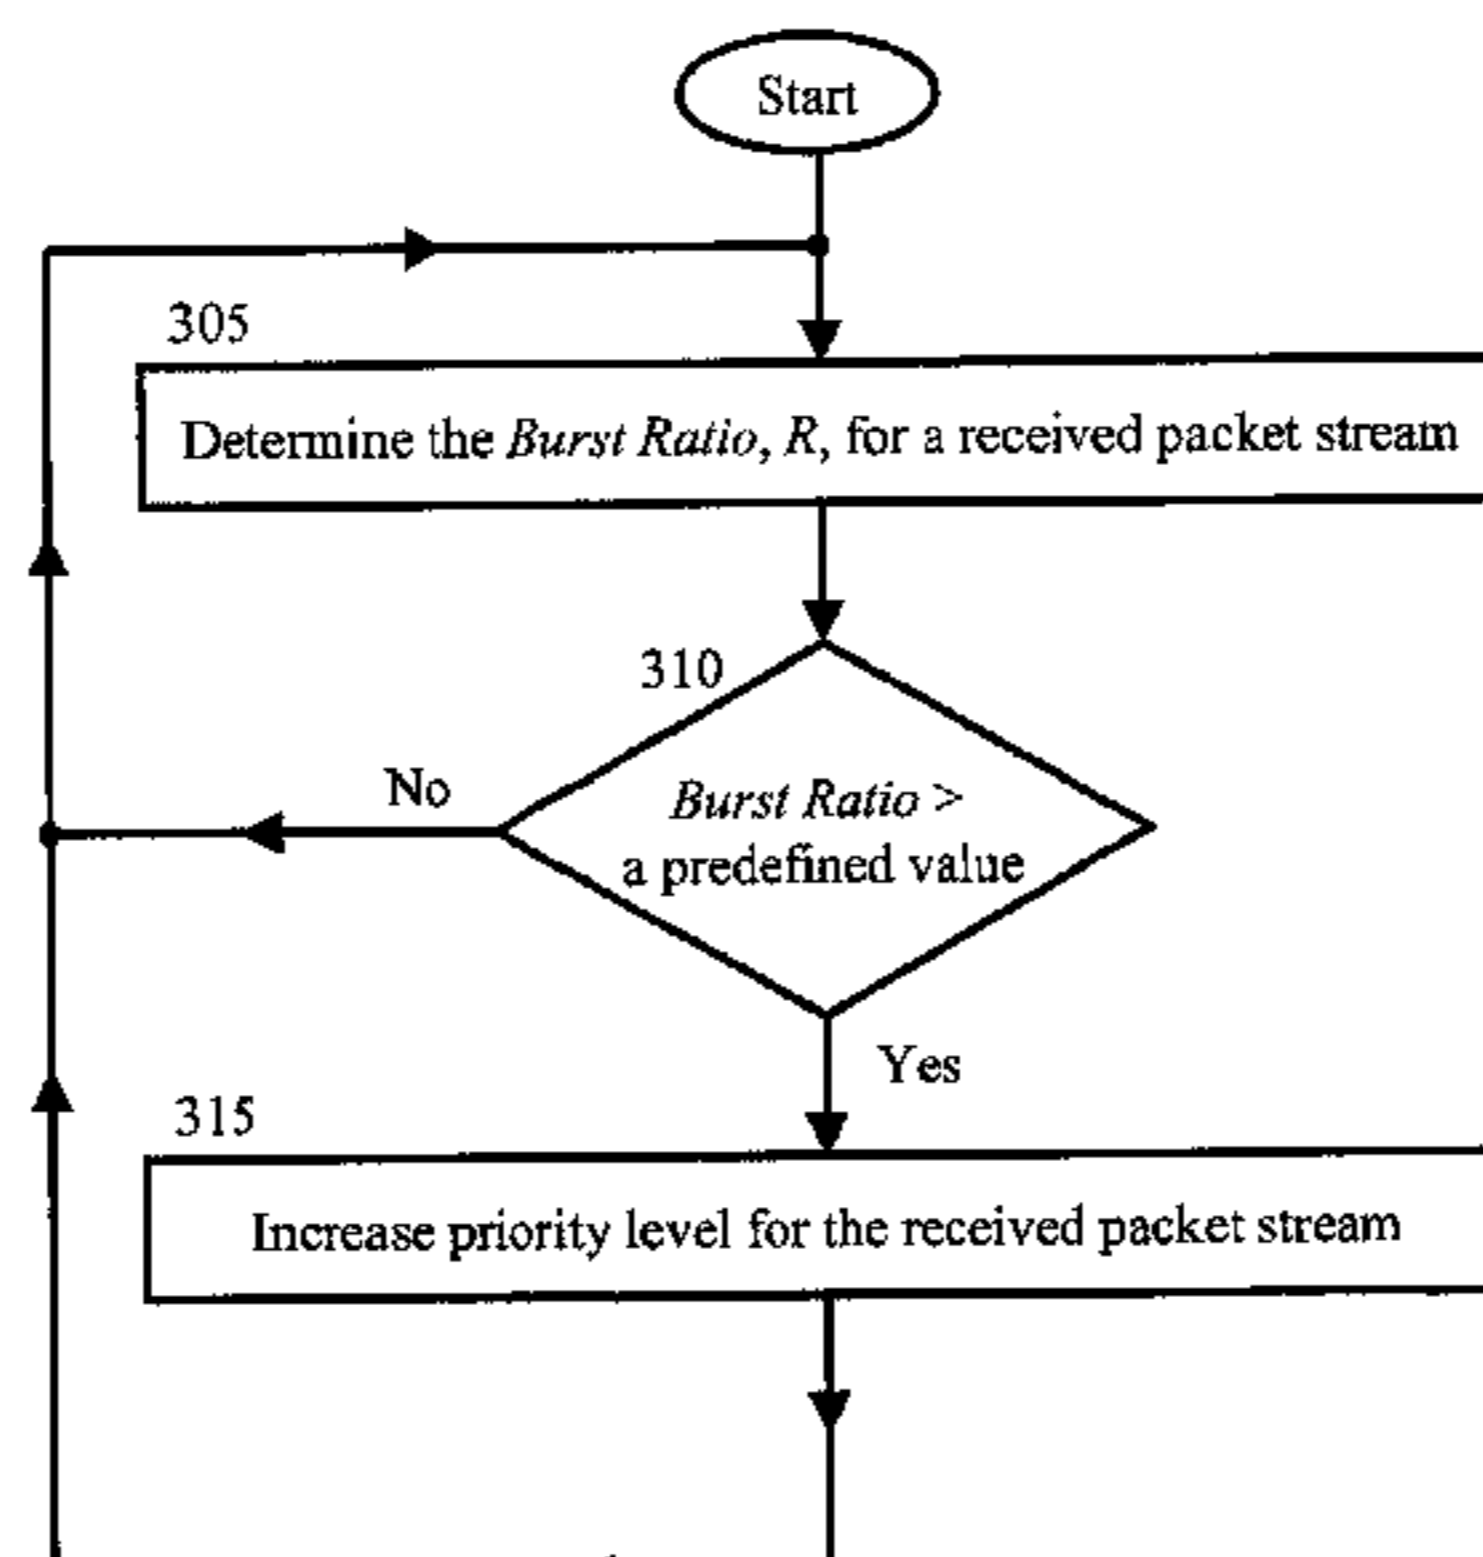 Start
305
Determine the Burst Ratio, R, for a received packet stream
310
No
Burst Ratio >
a predefined value
Yes
315
Increase priority level for the received packet stream